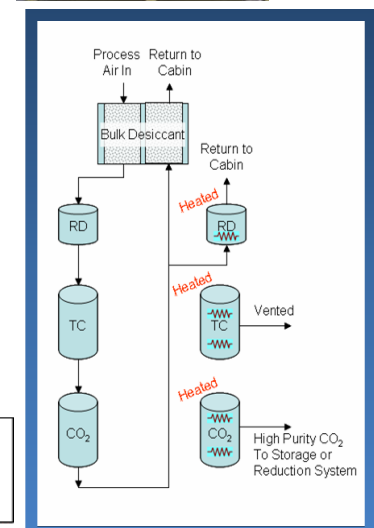 Process
Air In
Return to
Cabin
Bulk Desiccant
Return to
Cabin
Heated
RD
RD
Heated
TC
TC
Vented
Heated
CO₂
CO₂
High Purity CO₂
To Storage or
Reduction System